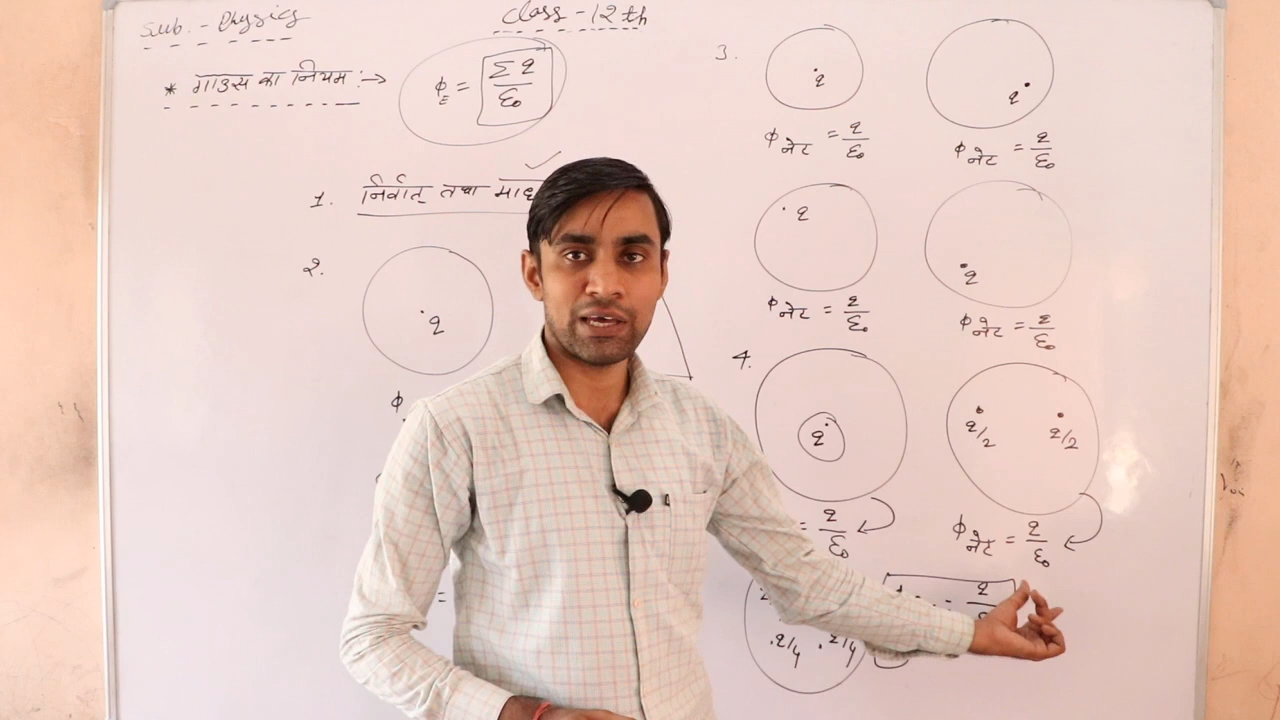 Sub. - Physics
Class - 12th
* गाउस का नियम :→
ϕ_E = Σq/ε₀
1. निर्वात् तथा
2.
q
ϕ
=
3.
q
q
ϕनेट = q/ε₀
ϕनेट = q/ε₀
q
q
ϕनेट = q/ε₀
ϕनेट = q/ε₀
4.
q
q/2
q/2
= q/ε₀
ϕनेट = q/ε₀
q/4
q/4